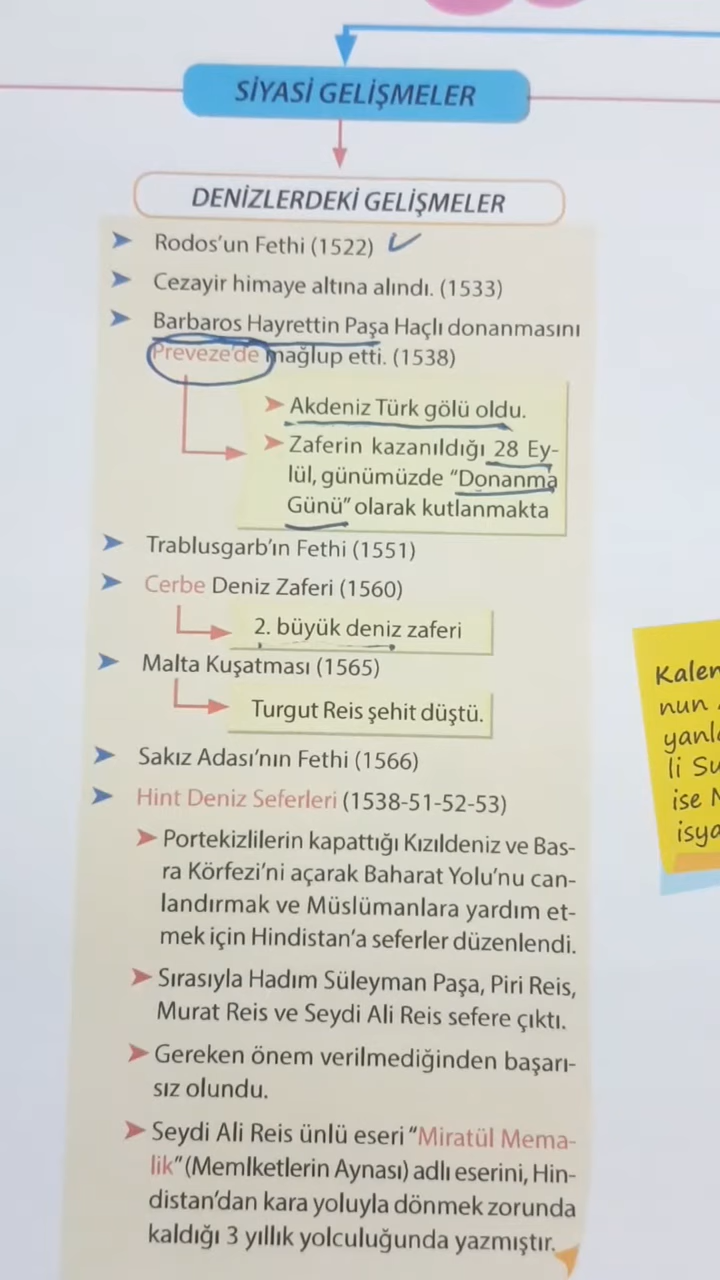 SİYASİ GELİŞMELER
DENİZLERDEKİ GELİŞMELER
Rodos'un Fethi (1522)
Cezayir himaye altına alındı. (1533)
Barbaros Hayrettin Paşa Haçlı donanmasını
Preveze'de mağlup etti. (1538)
Akdeniz Türk gölü oldu.
Zaferin kazanıldığı 28 Ey-
lül, günümüzde "Donanma
Günü" olarak kutlanmakta
Trablusgarb'ın Fethi (1551)
Cerbe Deniz Zaferi (1560)
2. büyük deniz zaferi
Malta Kuşatması (1565)
Turgut Reis şehit düştü.
Sakız Adası'nın Fethi (1566)
Hint Deniz Seferleri (1538-51-52-53)
Portekizlilerin kapattığı Kızıldeniz ve Bas-
ra Körfezi'ni açarak Baharat Yolu'nu can-
landırmak ve Müslümanlara yardım et-
mek için Hindistan'a seferler düzenlendi.
Sırasıyla Hadım Süleyman Paşa, Piri Reis,
Murat Reis ve Seydi Ali Reis sefere çıktı.
Gereken önem verilmediğinden başarı-
sız olundu.
Seydi Ali Reis ünlü eseri "Miratül Mema-
lik" (Memlketlerin Aynası) adlı eserini, Hin-
distan'dan kara yoluyla dönmek zorunda
kaldığı 3 yıllık yolculuğunda yazmıştır.
Kalen
nun
yanl
li Su
ise
isya